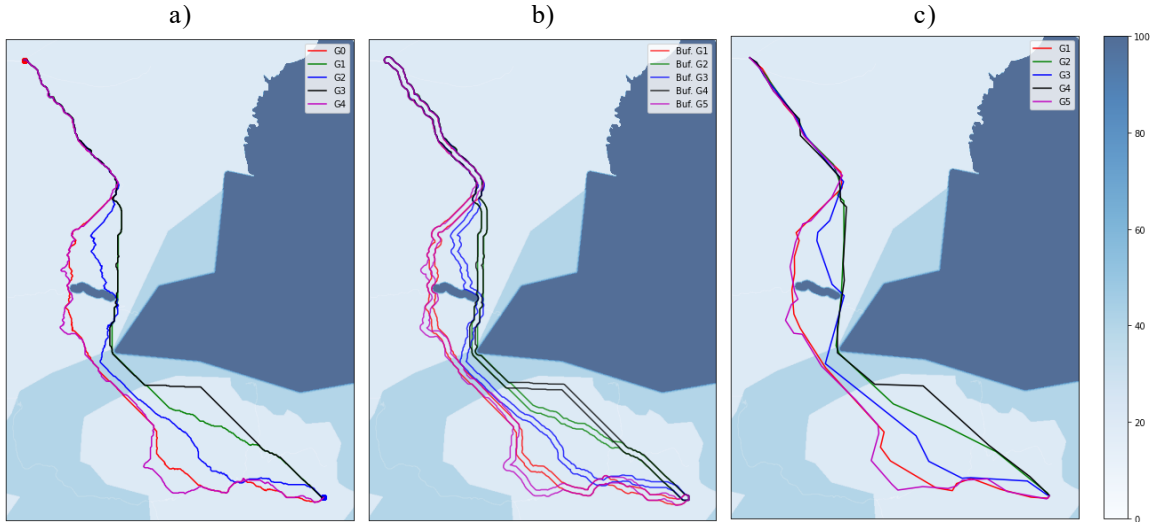 a)
b)
c)
G0
G1
G2
G3
G4
Buf. G1
Buf. G2
Buf. G3
Buf. G4
Buf. G5
G1
G2
G3
G4
G5
100
80
60
40
20
0